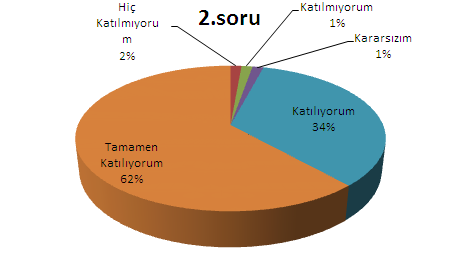 2.soru
Hiç
Katılmıyoru
m
2%
Katılmıyorum
1%
Kararsızım
1%
Katılıyorum
34%
Tamamen
Katılıyorum
62%